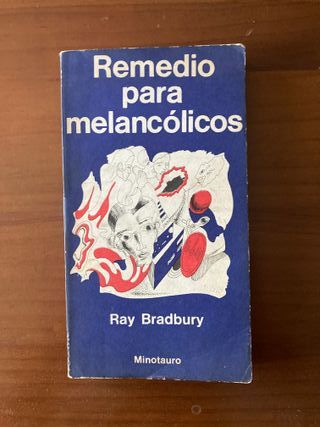 Remedio
para
melancólicos
Ray Bradbury
Minotauro